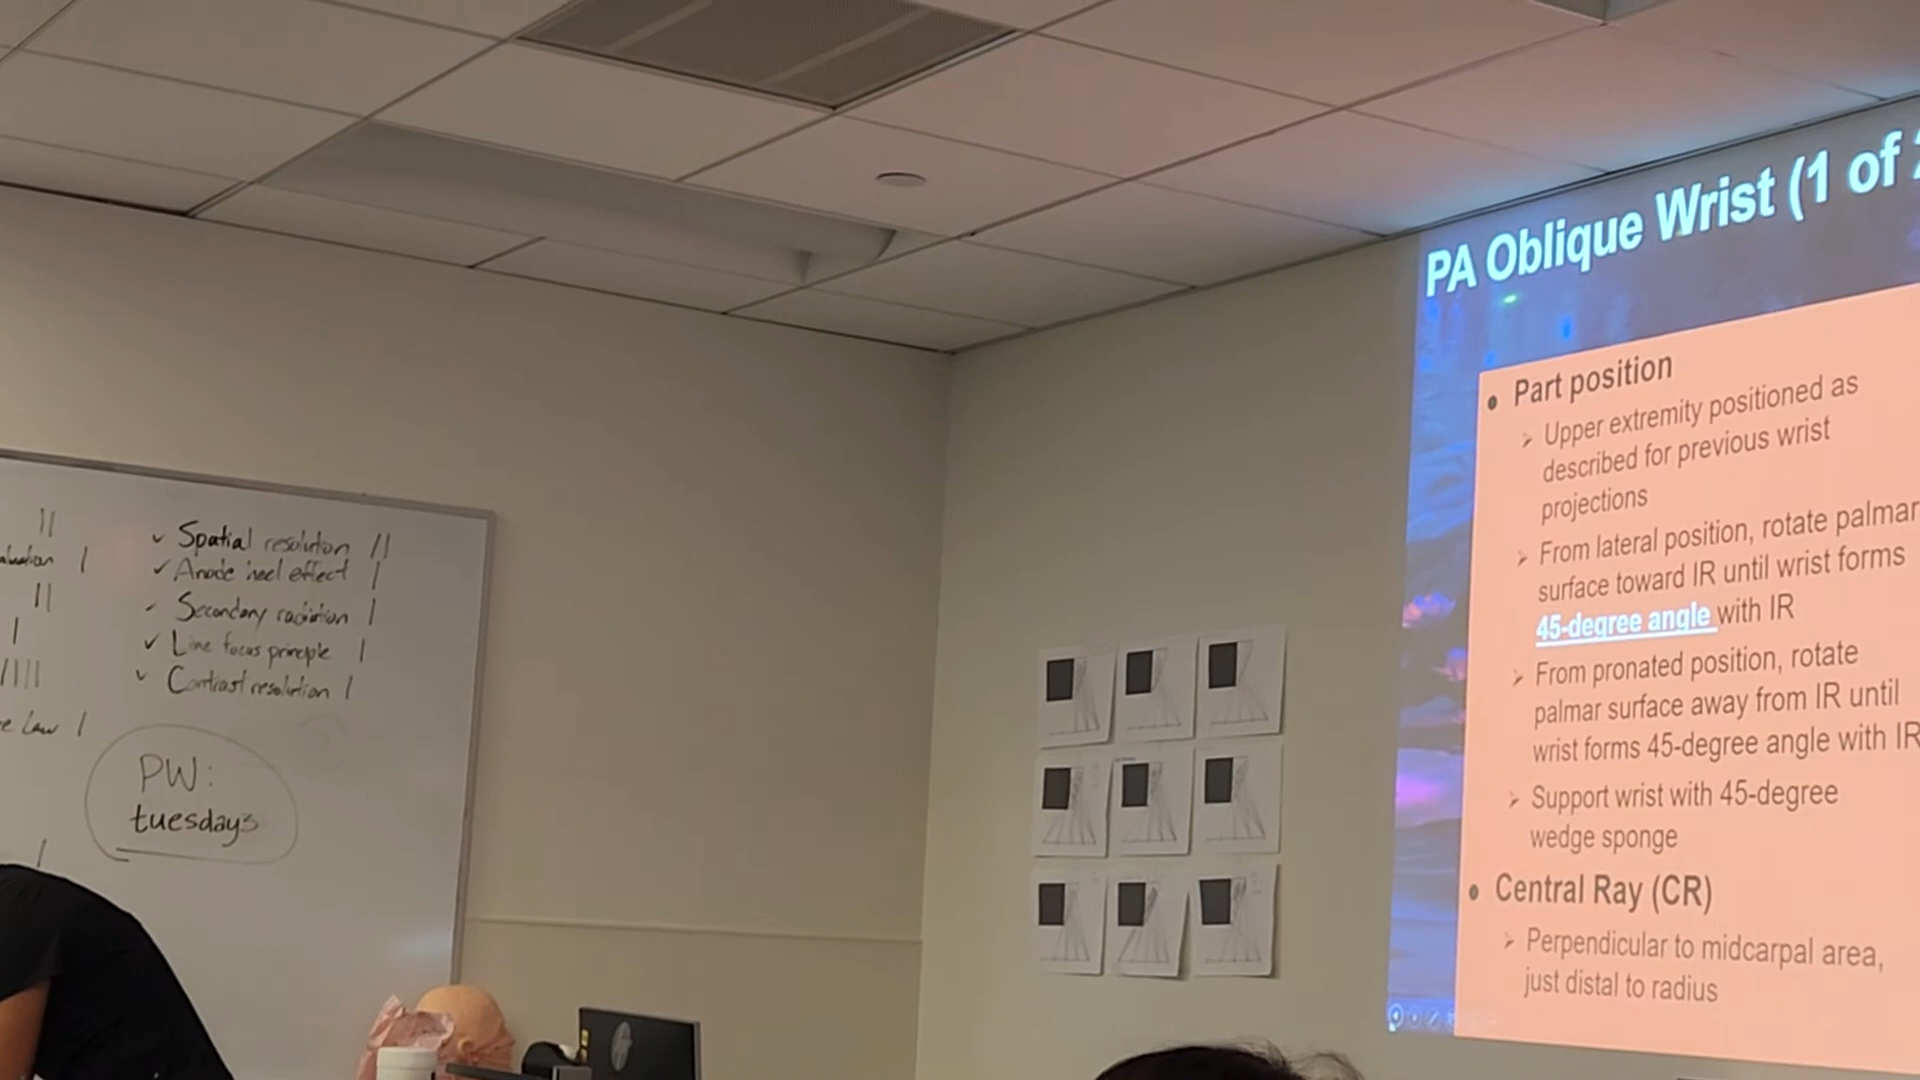 ||
|
||
|
||||
e Law |
|
✓ Spatial resolution ||
✓ Anode heel effect |
✓ Secondary radiation |
✓ Line focus principle |
✓ Contrast resolution |
PW:
tuesdays
PA Oblique Wrist (1 of
• Part position
➢ Upper extremity positioned as
described for previous wrist
projections
➢ From lateral position, rotate palmar
surface toward IR until wrist forms
45-degree angle with IR
➢ From pronated position, rotate
palmar surface away from IR until
wrist forms 45-degree angle with IR
➢ Support wrist with 45-degree
wedge sponge
• Central Ray (CR)
➢ Perpendicular to midcarpal area,
just distal to radius
hp